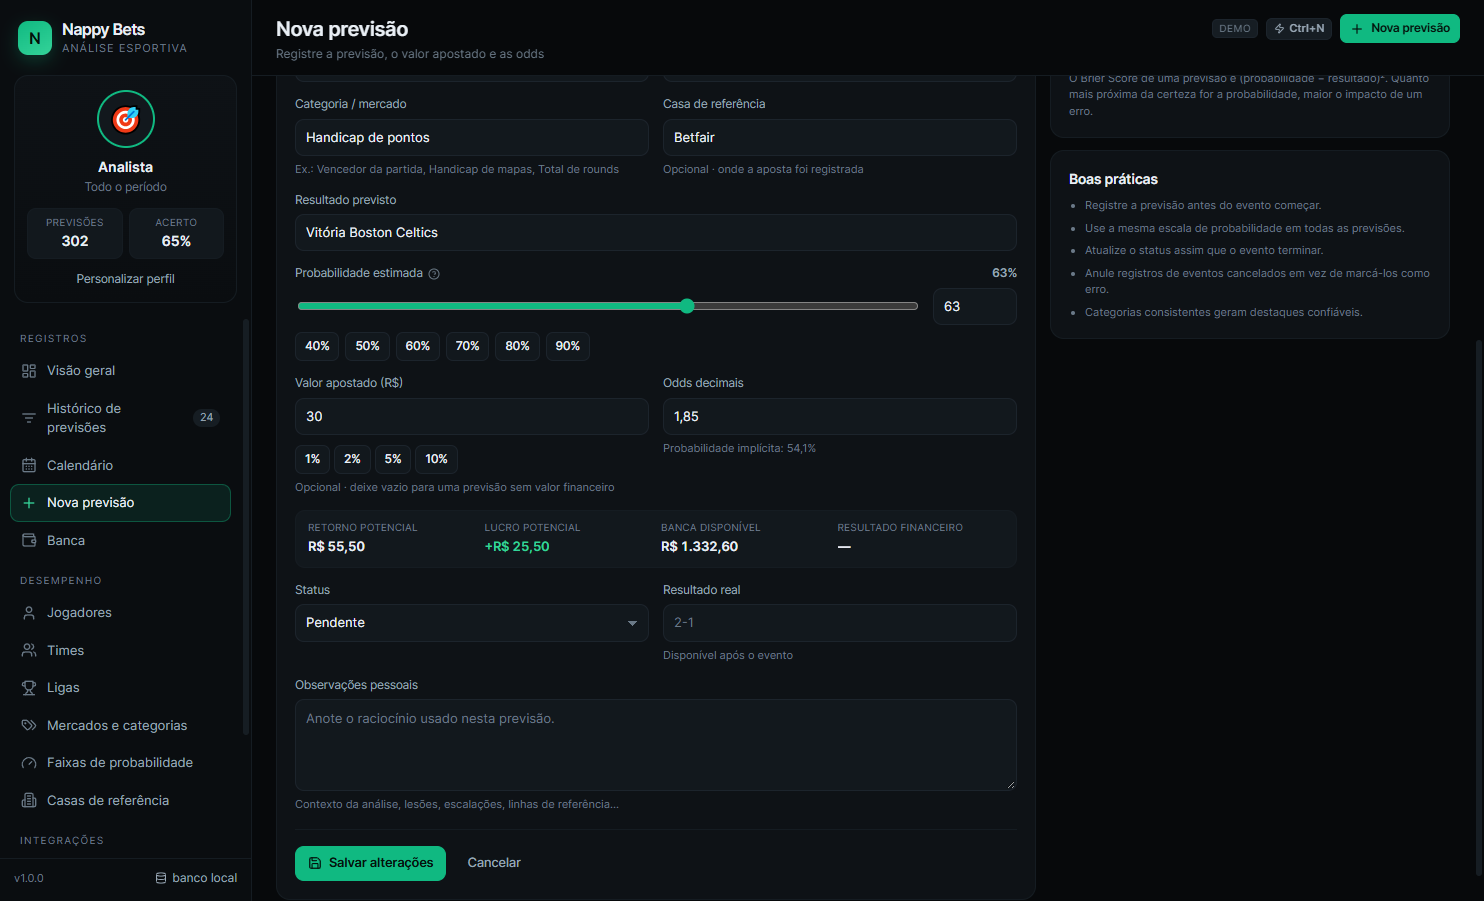 N
Nappy Bets
ANÁLISE ESPORTIVA
Analista
Todo o período
PREVISÕES
302
ACERTO
65%
Personalizar perfil
REGISTROS
Visão geral
Histórico de
previsões
24
Calendário
Nova previsão
Banca
DESEMPENHO
Jogadores
Times
Ligas
Mercados e categorias
Faixas de probabilidade
Casas de referência
INTEGRAÇÕES
v1.0.0
banco local
Nova previsão
Registre a previsão, o valor apostado e as odds
DEMO
Ctrl+N
Nova previsão
Categoria / mercado
Handicap de pontos
Ex.: Vencedor da partida, Handicap de mapas, Total de rounds
Casa de referência
Betfair
Opcional · onde a aposta foi registrada
Resultado previsto
Vitória Boston Celtics
Probabilidade estimada
63%
63
40%
50%
60%
70%
80%
90%
Valor apostado (R$)
30
1%
2%
5%
10%
Opcional · deixe vazio para uma previsão sem valor financeiro
Odds decimais
1,85
Probabilidade implícita: 54,1%
RETORNO POTENCIAL
R$ 55,50
LUCRO POTENCIAL
+R$ 25,50
BANCA DISPONÍVEL
R$ 1.332,60
RESULTADO FINANCEIRO
—
Status
Pendente
Resultado real
2-1
Disponível após o evento
Observações pessoais
Anote o raciocínio usado nesta previsão.
Contexto da análise, lesões, escalações, linhas de referência...
Salvar alterações
Cancelar
O Brier Score de uma previsão é (probabilidade − resultado)². Quanto
mais próxima da certeza for a probabilidade, maior o impacto de um
erro.
Boas práticas
Registre a previsão antes do evento começar.
Use a mesma escala de probabilidade em todas as previsões.
Atualize o status assim que o evento terminar.
Anule registros de eventos cancelados em vez de marcá-los como
erro.
Categorias consistentes geram destaques confiáveis.